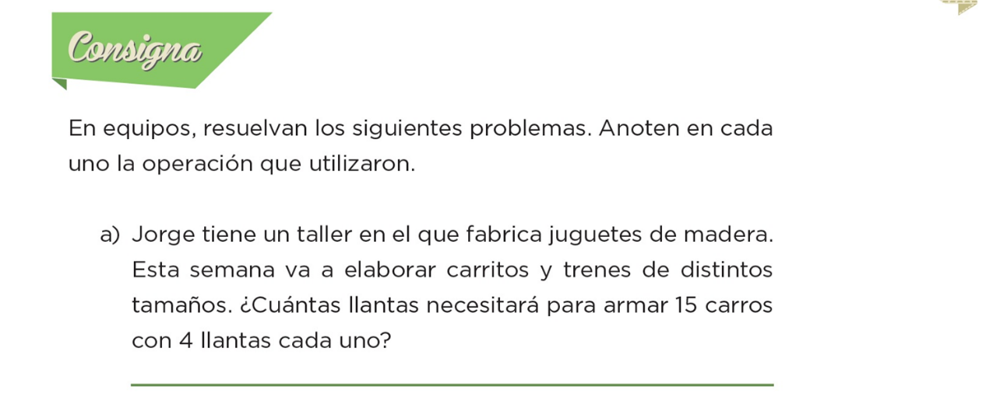 Consigna
En equipos, resuelvan los siguientes problemas. Anoten en cada
uno la operación que utilizaron.
a) Jorge tiene un taller en el que fabrica juguetes de madera.
Esta semana va a elaborar carritos y trenes de distintos
tamaños. ¿Cuántas llantas necesitará para armar 15 carros
con 4 llantas cada uno?